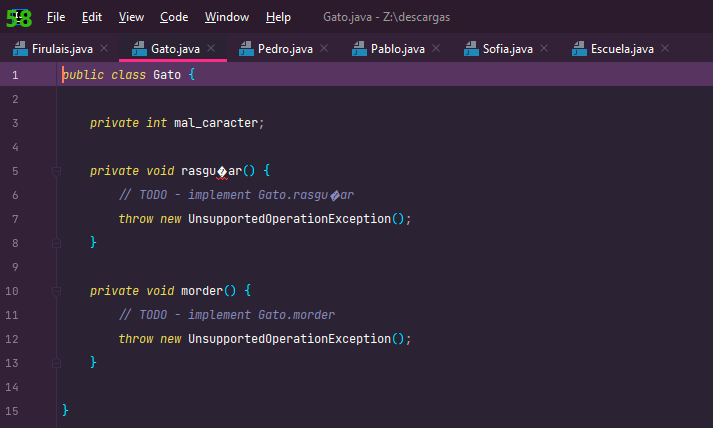 58
File Edit View Go Code Window Help Gato.java - Z:\descargas
Firulais.java Gato.java Pedro.java Pablo.java Sofia.java Escuela.java
1 public class Gato {
2
3 private int mal_caracter;
4
5 private void rasgu�ar() {
6 // TODO - implement Gato.rasgu�ar
7 throw new UnsupportedOperationException();
8 }
9
10 private void morder() {
11 // TODO - implement Gato.morder
12 throw new UnsupportedOperationException();
13 }
14
15 }